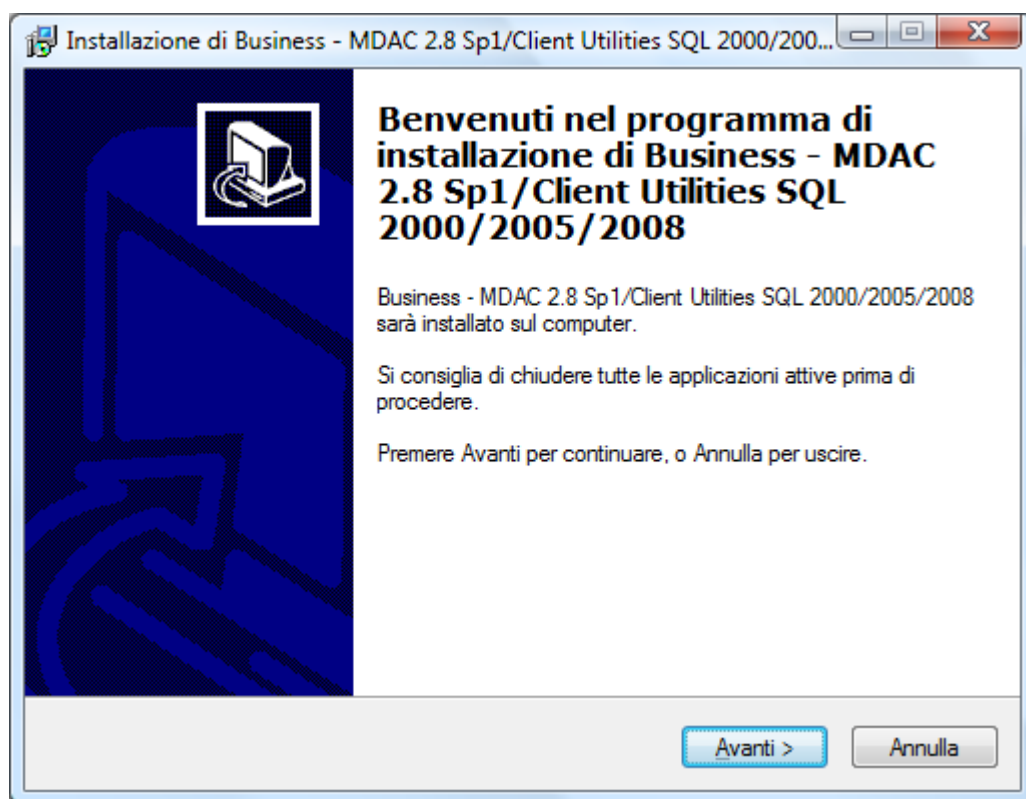 Installazione di Business - MDAC 2.8 Sp1/Client Utilities SQL 2000/200...
Benvenuti nel programma di
installazione di Business - MDAC
2.8 Sp1/Client Utilities SQL
2000/2005/2008
Business - MDAC 2.8 Sp1/Client Utilities SQL 2000/2005/2008
sarà installato sul computer.
Si consiglia di chiudere tutte le applicazioni attive prima di
procedere.
Premere Avanti per continuare, o Annulla per uscire.
Avanti > Annulla